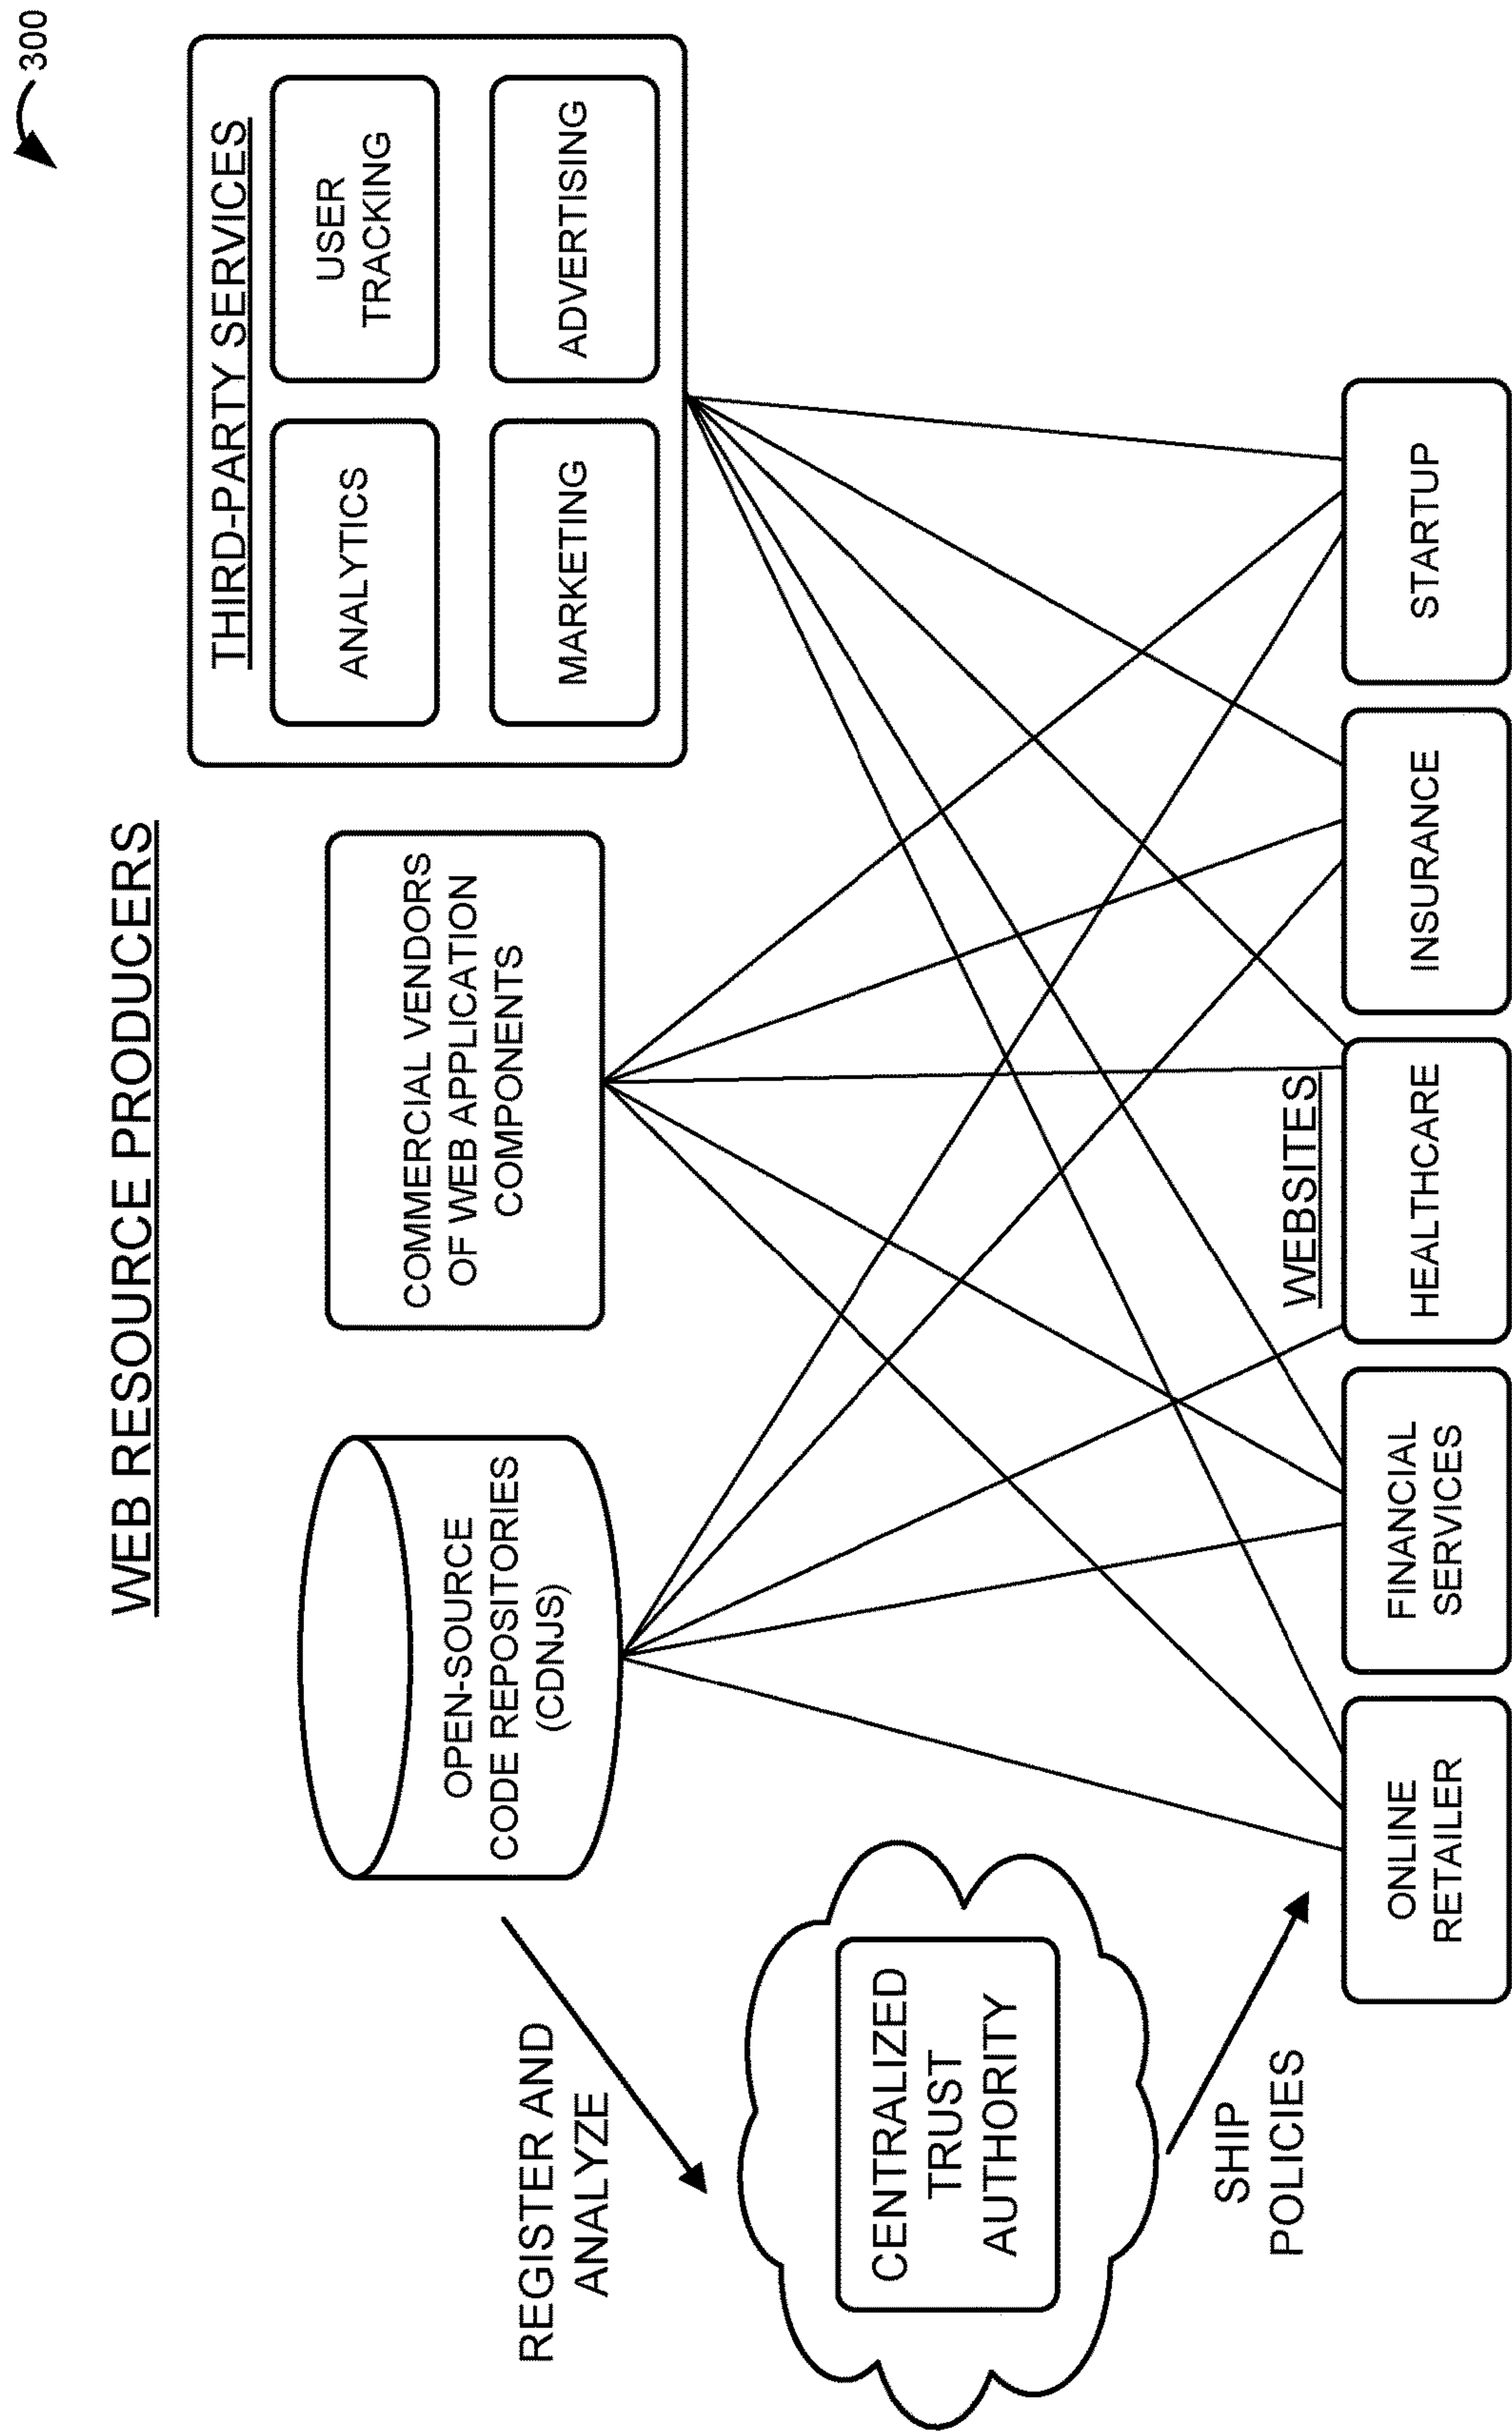 300
WEB RESOURCE PRODUCERS
OPEN-SOURCE
CODE REPOSITORIES
(CDNJS)
COMMERCIAL VENDORS
OF WEB APPLICATION
COMPONENTS
THIRD-PARTY SERVICES
ANALYTICS
USER
TRACKING
MARKETING
ADVERTISING
REGISTER AND
ANALYZE
CENTRALIZED
TRUST
AUTHORITY
SHIP
POLICIES
WEBSITES
ONLINE
RETAILER
FINANCIAL
SERVICES
HEALTHCARE
INSURANCE
STARTUP